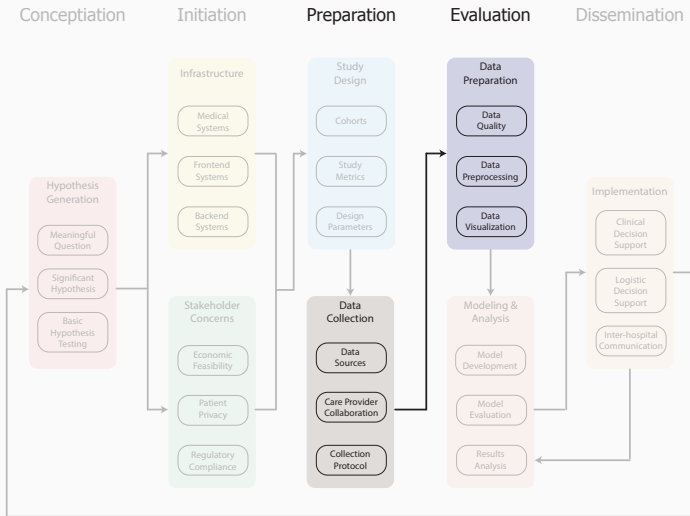 Conceptiation
Initiation
Preparation
Evaluation
Dissemination
Hypothesis
Generation
Meaningful
Question
Significant
Hypothesis
Basic
Hypothesis
Testing
Infrastructure
Medical
Systems
Frontend
Systems
Backend
Systems
Stakeholder
Concerns
Economic
Feasibility
Patient
Privacy
Regulatory
Compliance
Study
Design
Cohorts
Study
Metrics
Design
Parameters
Data
Collection
Data
Sources
Care Provider
Collaboration
Collection
Protocol
Data
Preparation
Data
Quality
Data
Preprocessing
Data
Visualization
Modeling &
Analysis
Model
Development
Model
Evaluation
Results
Analysis
Implementation
Clinical
Decision
Support
Logistic
Decision
Support
Inter-hospital
Communication